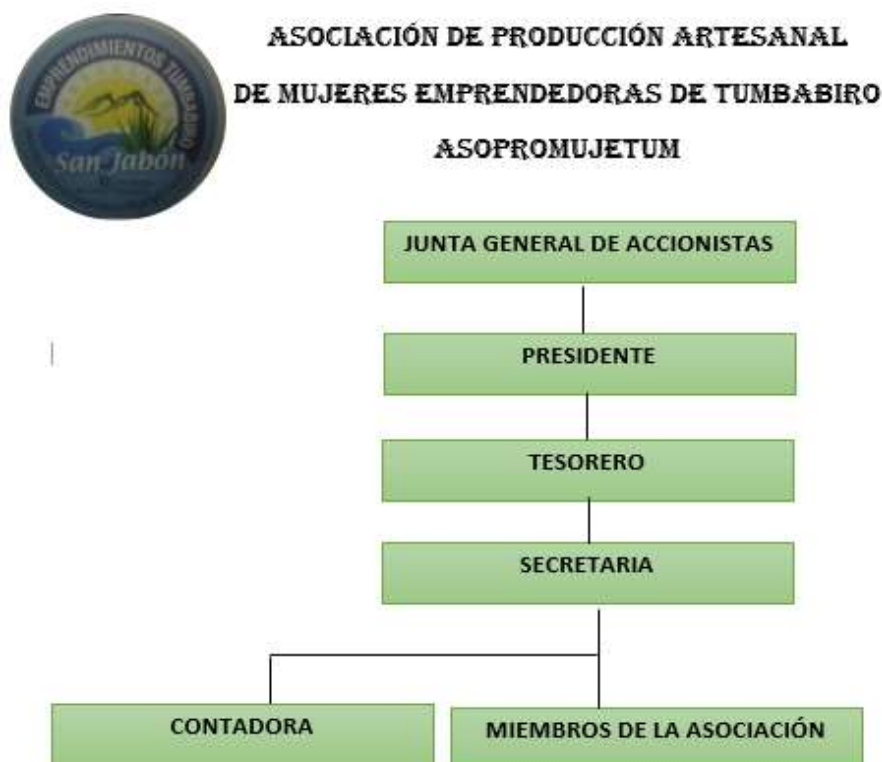 ASOCIACIÓN DE PRODUCCIÓN ARTESANAL
DE MUJERES EMPRENDEDORAS DE TUMBABIRO
ASOPROMUJETUM
EMPRENDIMIENTOS TUMBABIRO
San Jabón
JUNTA GENERAL DE ACCIONISTAS
PRESIDENTE
TESORERO
SECRETARIA
CONTADORA
MIEMBROS DE LA ASOCIACIÓN